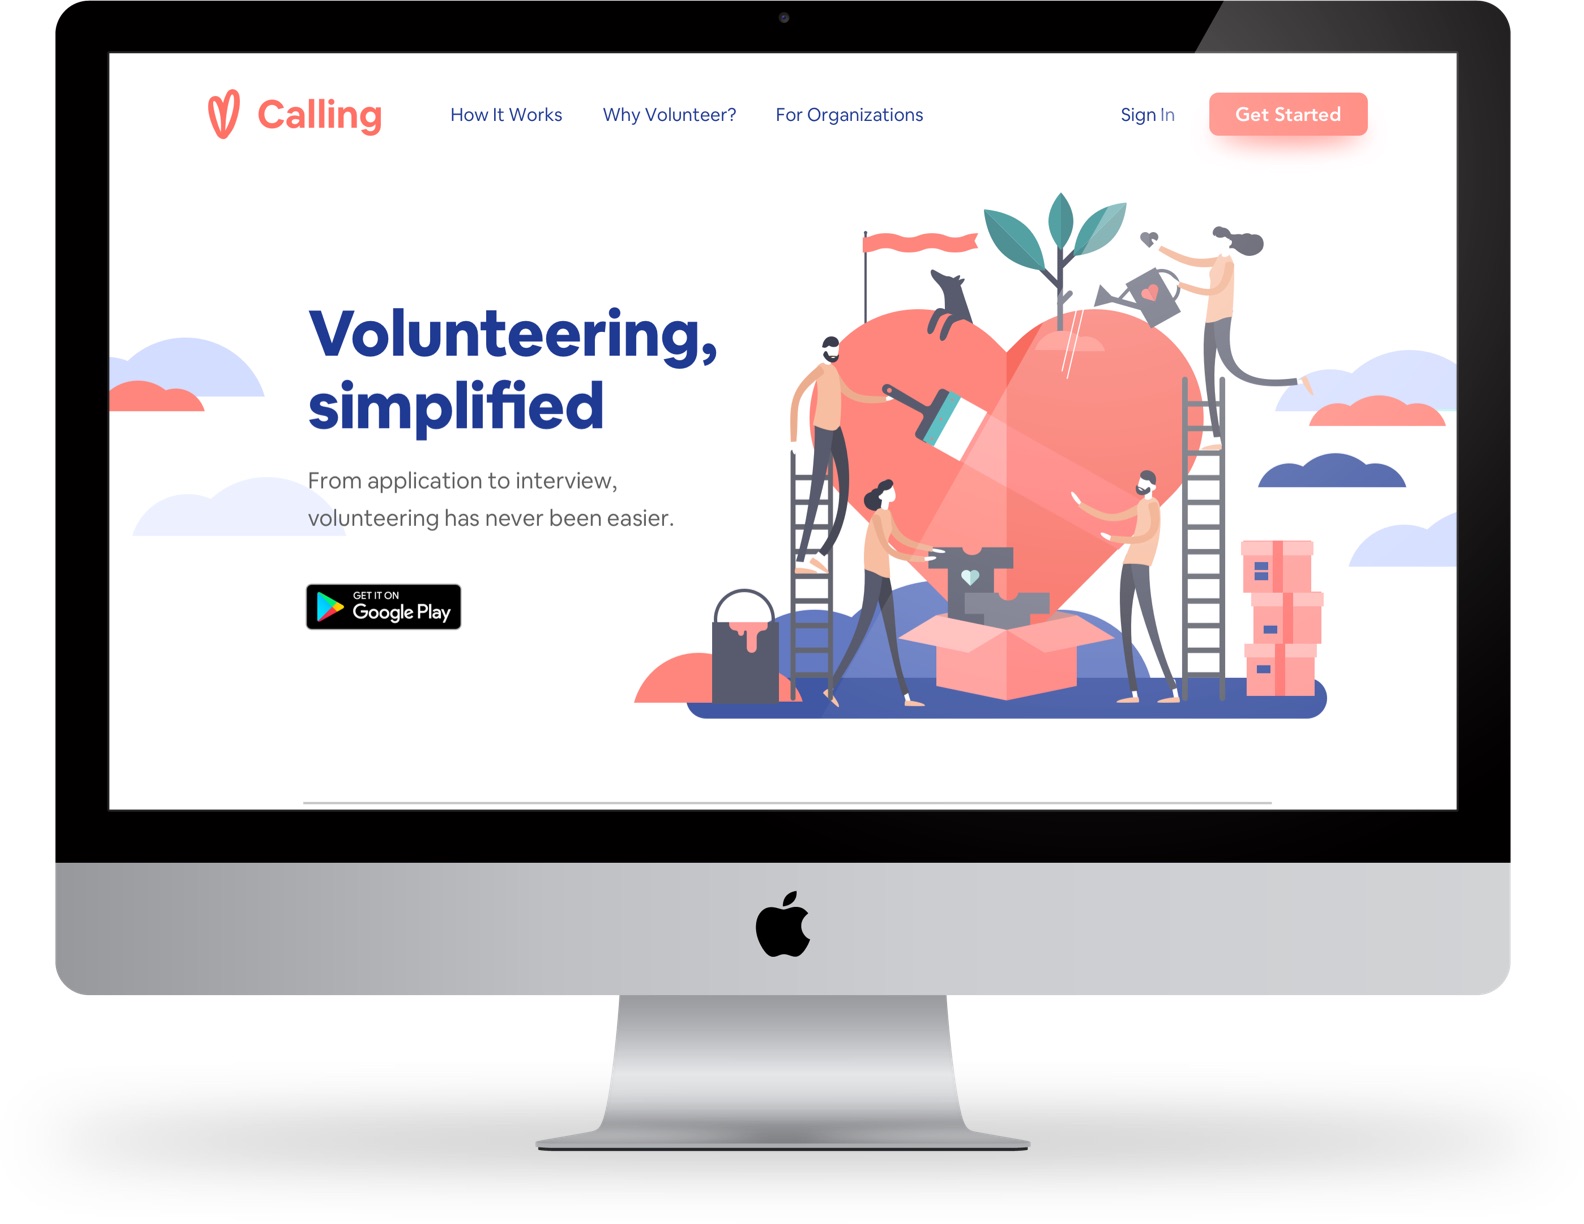 Calling
How It Works
Why Volunteer?
For Organizations
Sign In
Get Started
Volunteering,
simplified
From application to interview,
volunteering has never been easier.
GET IT ON
Google Play